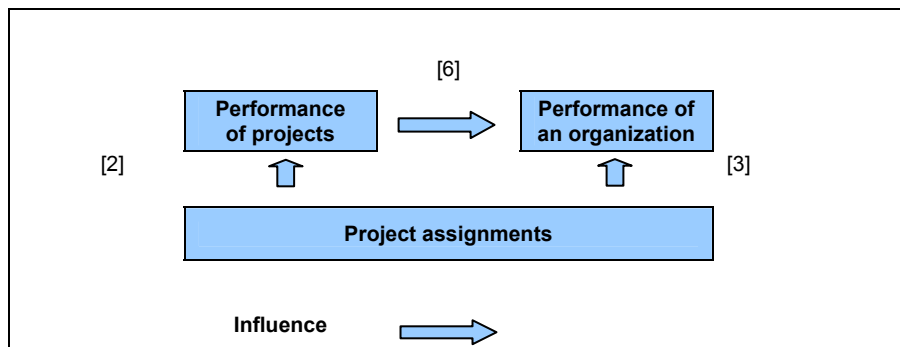 [6]
Performance
of projects
Performance of
an organization
[2]
[3]
Project assignments
Influence